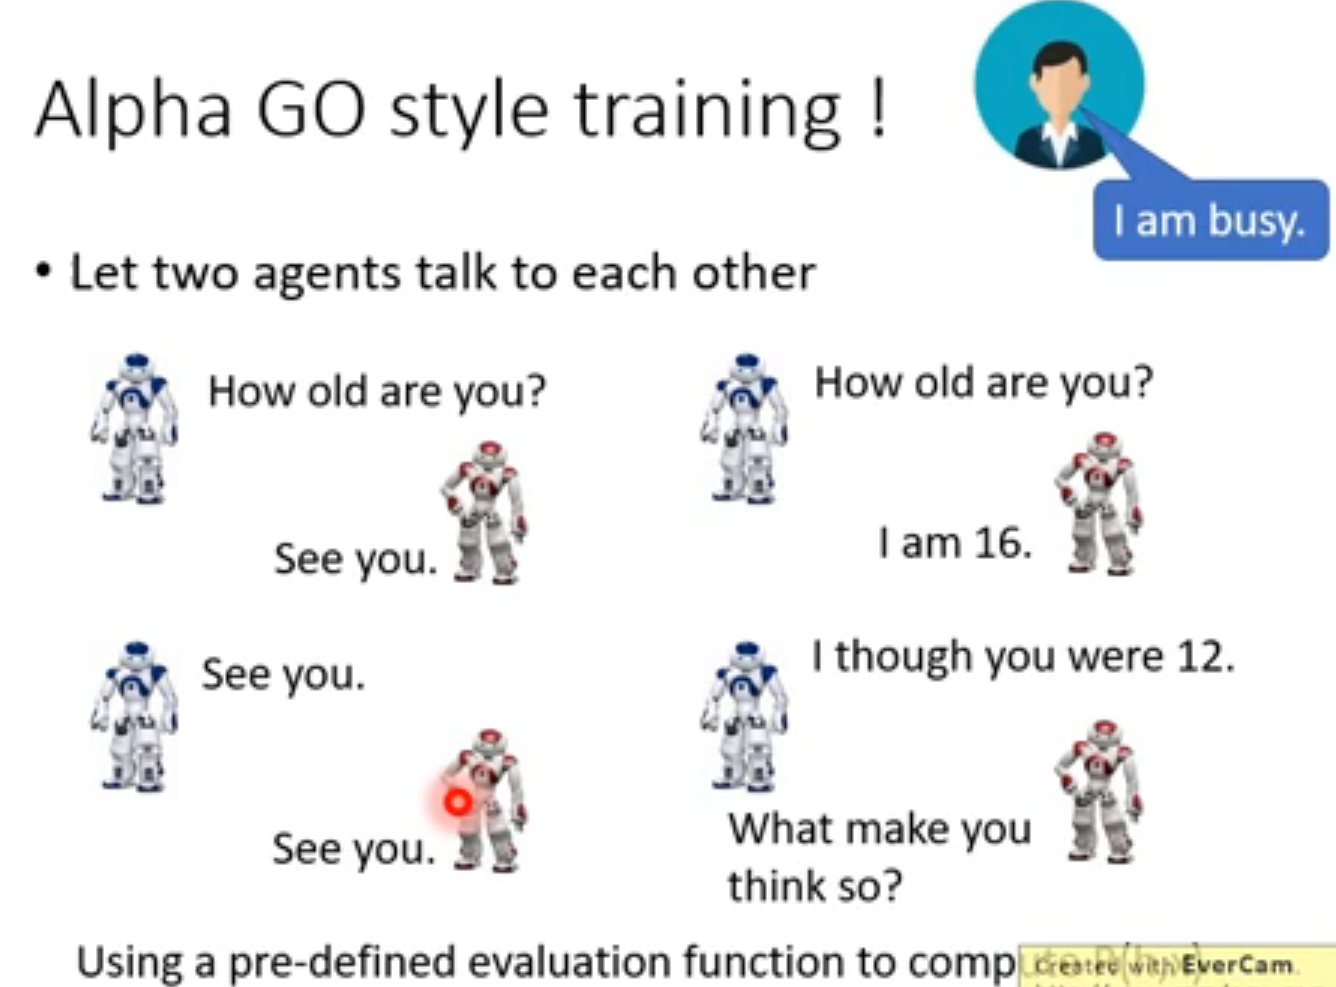 Alpha GO style training !
I am busy.
• Let two agents talk to each other
How old are you?
See you.
See you.
See you.
How old are you?
I am 16.
I though you were 12.
What make you
think so?
Using a pre-defined evaluation function to comp
Created with EverCam.